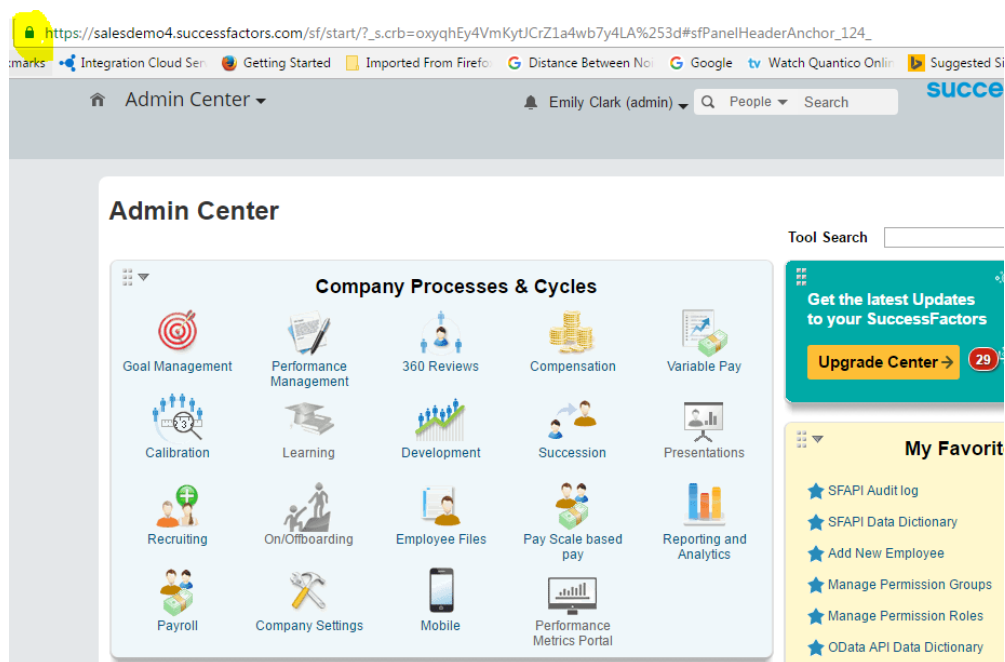 https://salesdemo4.successfactors.com/sf/start/?_s.crb=oxyqhEy4VmKytJCrZ1a4wb7y4LA%253d#sfPanelHeaderAnchor_124_
Integration Cloud Ser Getting Started Imported From Firefo Distance Between No Google tv Watch Quantico Onlin Suggested Si
Admin Center Emily Clark (admin) People Search succe
Admin Center
Tool Search
Company Processes & Cycles
Goal Management Performance Management 360 Reviews Compensation Variable Pay
Calibration Learning Development Succession Presentations
Recruiting On/Offboarding Employee Files Pay Scale based pay Reporting and Analytics
Payroll Company Settings Mobile Performance Metrics Portal
Get the latest Updates
to your SuccessFactors
Upgrade Center 29
My Favorit
SFAPI Audit log
SFAPI Data Dictionary
Add New Employee
Manage Permission Groups
Manage Permission Roles
OData API Data Dictionary